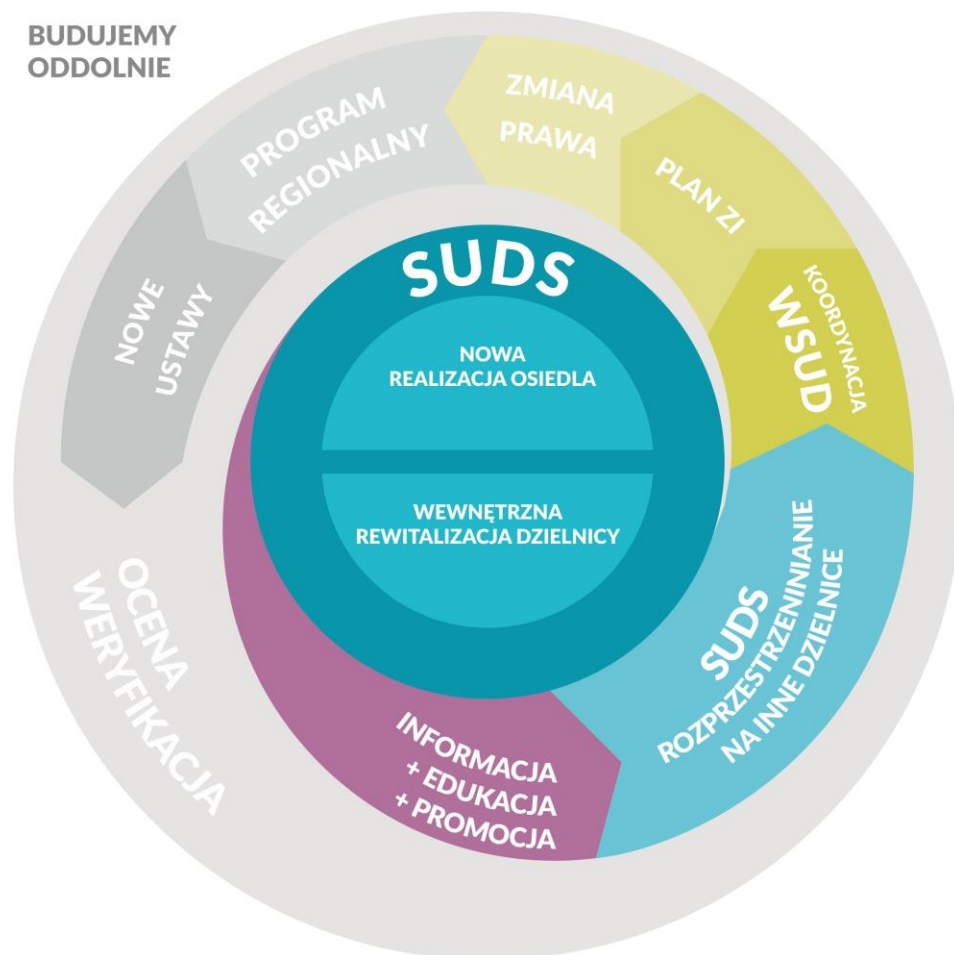 BUDUJEMY
ODDOLNIE
SUDS
NOWA
REALIZACJA OSIEDLA
WEWNĘTRZNA
REWITALIZACJA DZIELNICY
INFORMACJA
+ EDUKACJA
+ PROMOCJA
SUDS
ROZPRZESTRZENINIANIE
NA INNE DZIELNICE
KOORDYNACJA
WSUD
PLAN ZI
ZMIANA
PRAWA
PROGRAM
REGIONALNY
NOWE
USTAWY
OCENA
WERYFIKACJA